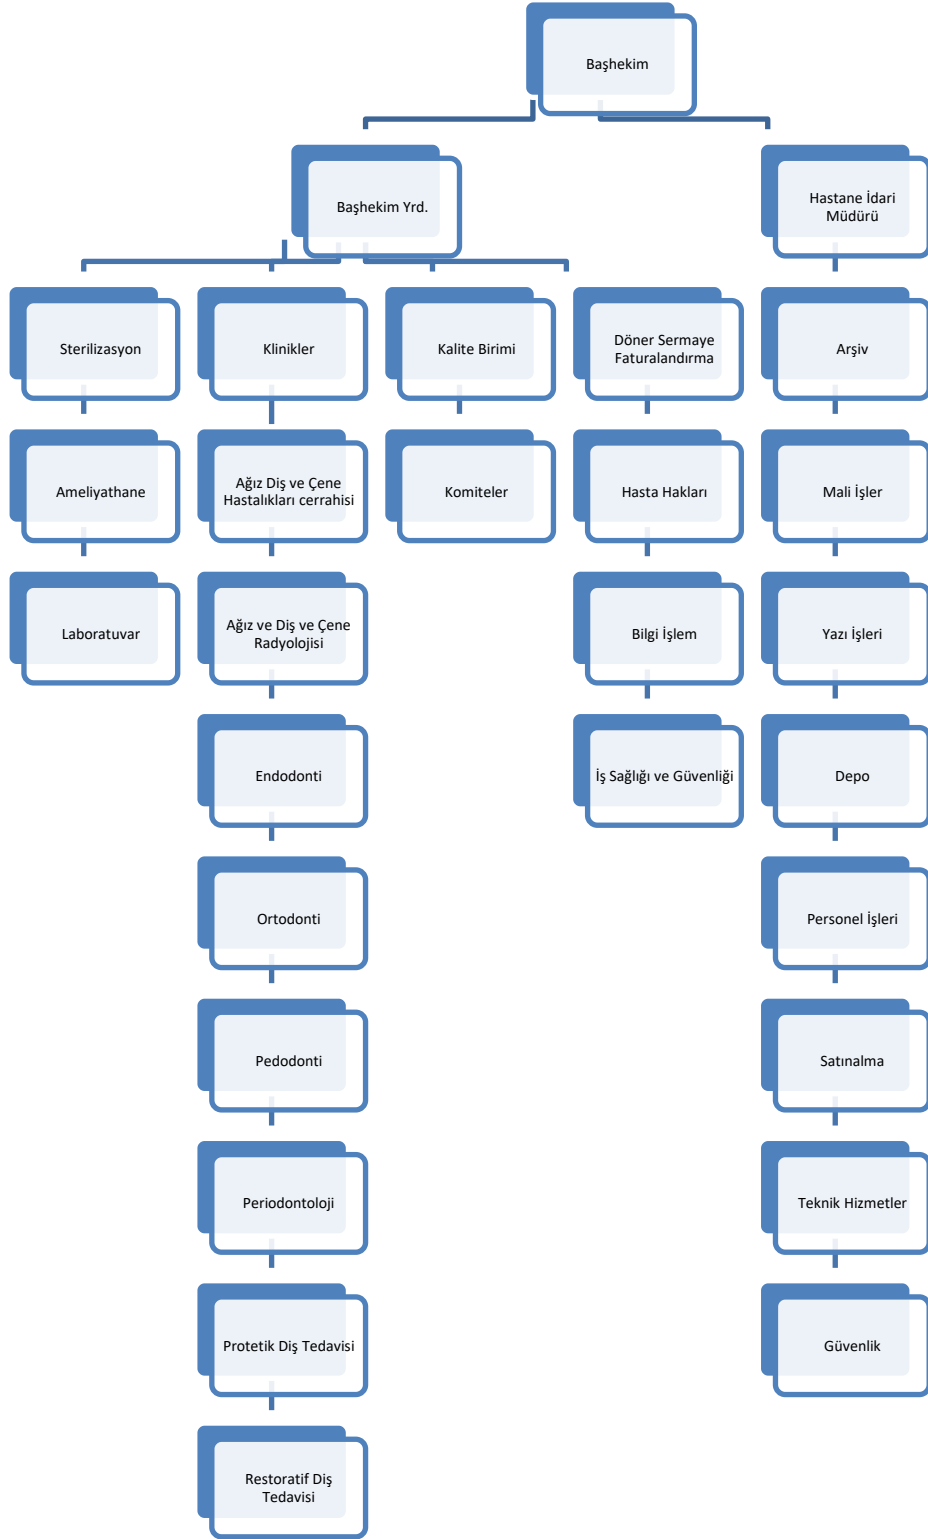 Başhekim
Başhekim Yrd.
Hastane İdari
Müdürü
Sterilizasyon
Klinikler
Kalite Birimi
Döner Sermaye
Faturalandırma
Arşiv
Ameliyathane
Ağız Diş ve Çene
Hastalıkları cerrahisi
Komiteler
Hasta Hakları
Mali İşler
Laboratuvar
Ağız ve Diş ve Çene
Radyolojisi
Bilgi İşlem
Yazı İşleri
Endodonti
İş Sağlığı ve Güvenliği
Depo
Ortodonti
Personel İşleri
Pedodonti
Satınalma
Periodontoloji
Teknik Hizmetler
Protetik Diş Tedavisi
Güvenlik
Restoratif Diş
Tedavisi